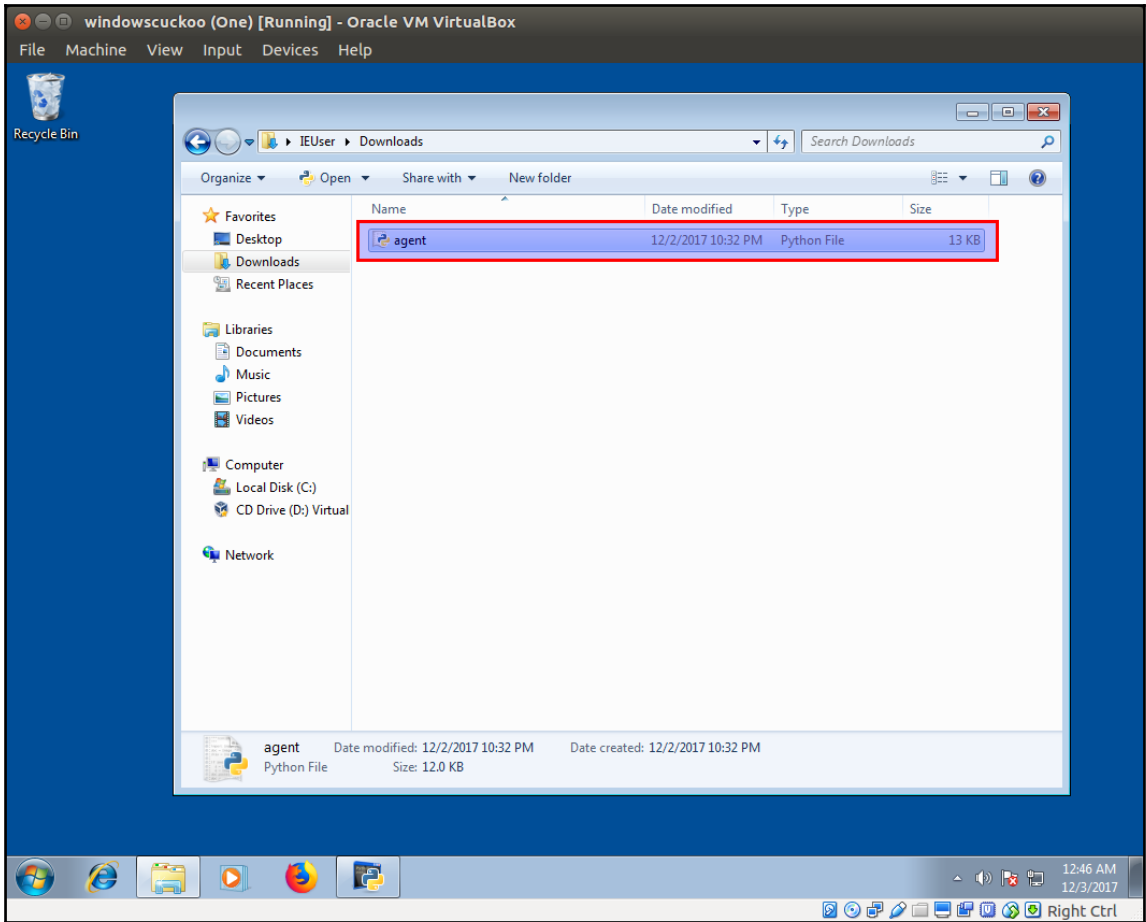 windowscuckoo (One) [Running] - Oracle VM VirtualBox
File Machine View Input Devices Help
Recycle Bin
IEUser Downloads Search Downloads
Organize Open Share with New folder
Favorites
Desktop
Downloads
Recent Places
Libraries
Documents
Music
Pictures
Videos
Computer
Local Disk (C:)
CD Drive (D:) Virtual
Network
Name Date modified Type Size
agent 12/2/2017 10:32 PM Python File 13 KB
agent Date modified: 12/2/2017 10:32 PM Date created: 12/2/2017 10:32 PM
Python File Size: 12.0 KB
12:46 AM
12/3/2017
Right Ctrl